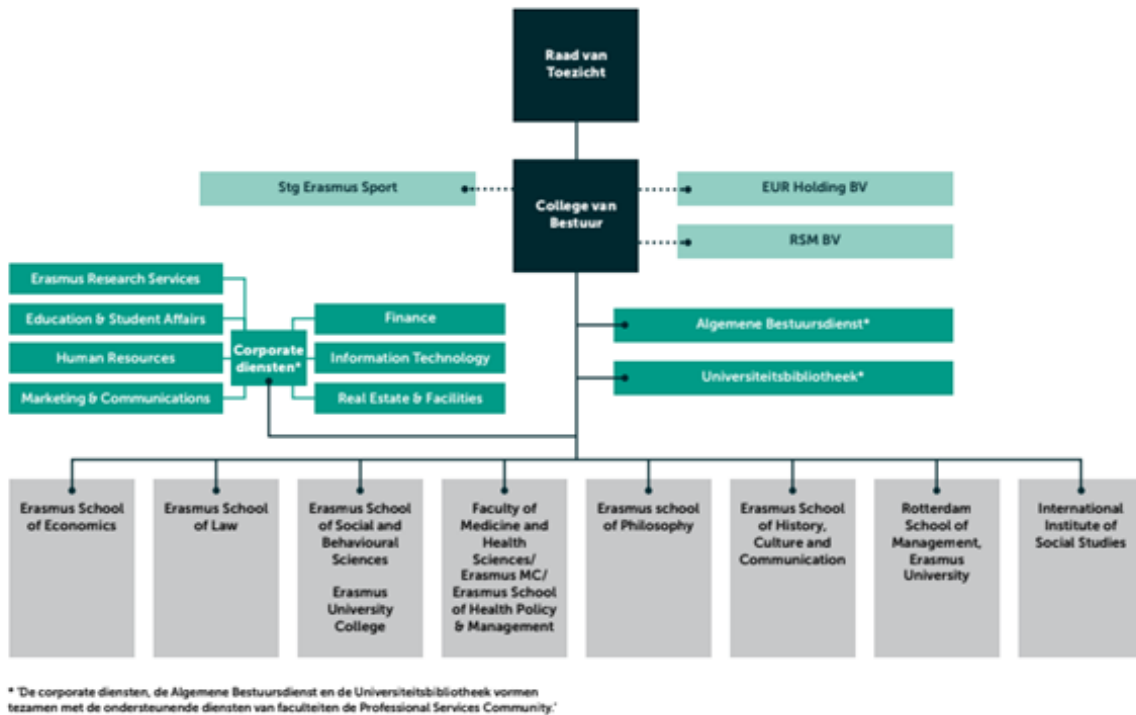 Raad van
Toezicht
Stg Erasmus Sport
College van
Bestuur
EUR Holding BV
RSM BV
Erasmus Research Services
Education & Student Affairs
Human Resources
Marketing & Communications
Corporate
diensten*
Finance
Information Technology
Real Estate & Facilities
Algemene Bestuursdienst*
Universiteitsbibliotheek*
Erasmus School
of Economics
Erasmus School
of Law
Erasmus School
of Social and
Behavioural
Sciences
Erasmus
University
College
Faculty of
Medicine and
Health
Sciences/
Erasmus MC/
Erasmus School
of Health Policy
& Management
Erasmus school
of Philosophy
Erasmus School
of History,
Culture and
Communication
Rotterdam
School of
Management,
Erasmus
University
International
Institute of
Social Studies
* 'De corporate diensten, de Algemene Bestuursdienst en de Universiteitsbibliotheek vormen
tezamen met de ondersteunende diensten van faculteiten de Professional Services Community.'